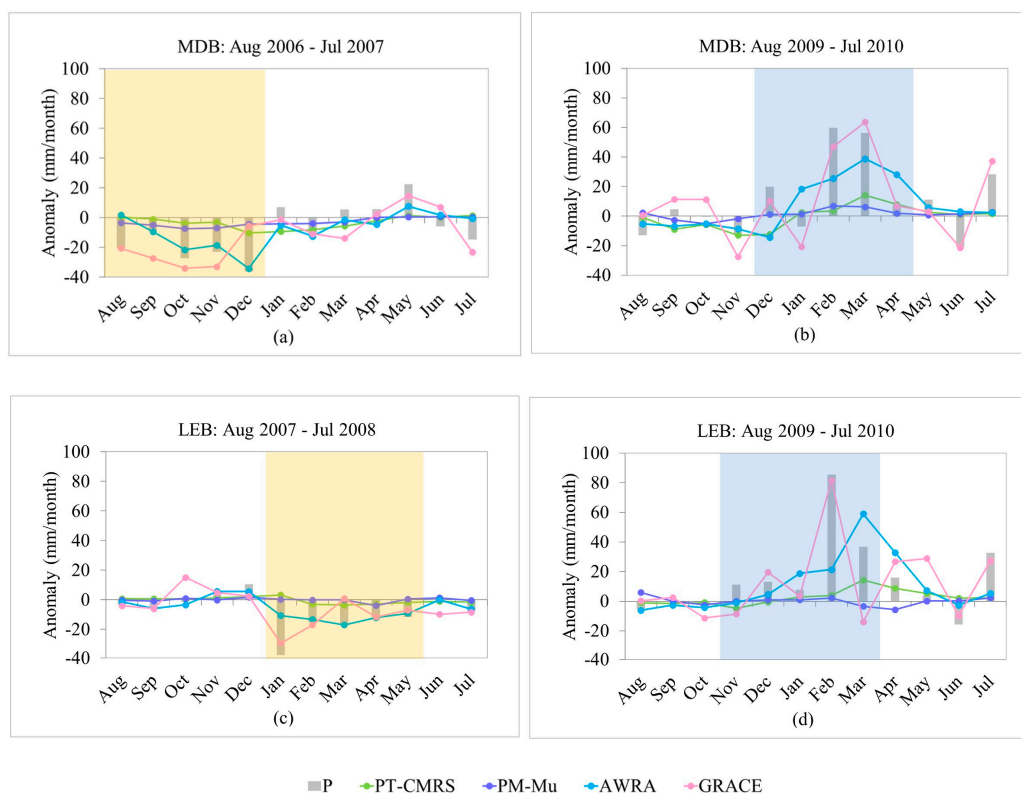 MDB: Aug 2006 - Jul 2007
Anomaly (mm/month)
100
80
60
40
20
0
-20
-40
Aug Sep Oct Nov Dec Jan Feb Mar Apr May Jun Jul
(a)
MDB: Aug 2009 - Jul 2010
Anomaly (mm/month)
100
80
60
40
20
0
-20
-40
Aug Sep Oct Nov Dec Jan Feb Mar Apr May Jun Jul
(b)
LEB: Aug 2007 - Jul 2008
Anomaly (mm/month)
100
80
60
40
20
0
-20
-40
Aug Sep Oct Nov Dec Jan Feb Mar Apr May Jun Jul
(c)
LEB: Aug 2009 - Jul 2010
Anomaly (mm/month)
100
80
60
40
20
0
-20
-40
Aug Sep Oct Nov Dec Jan Feb Mar Apr May Jun Jul
(d)
P PT-CMRS PM-Mu AWRA GRACE